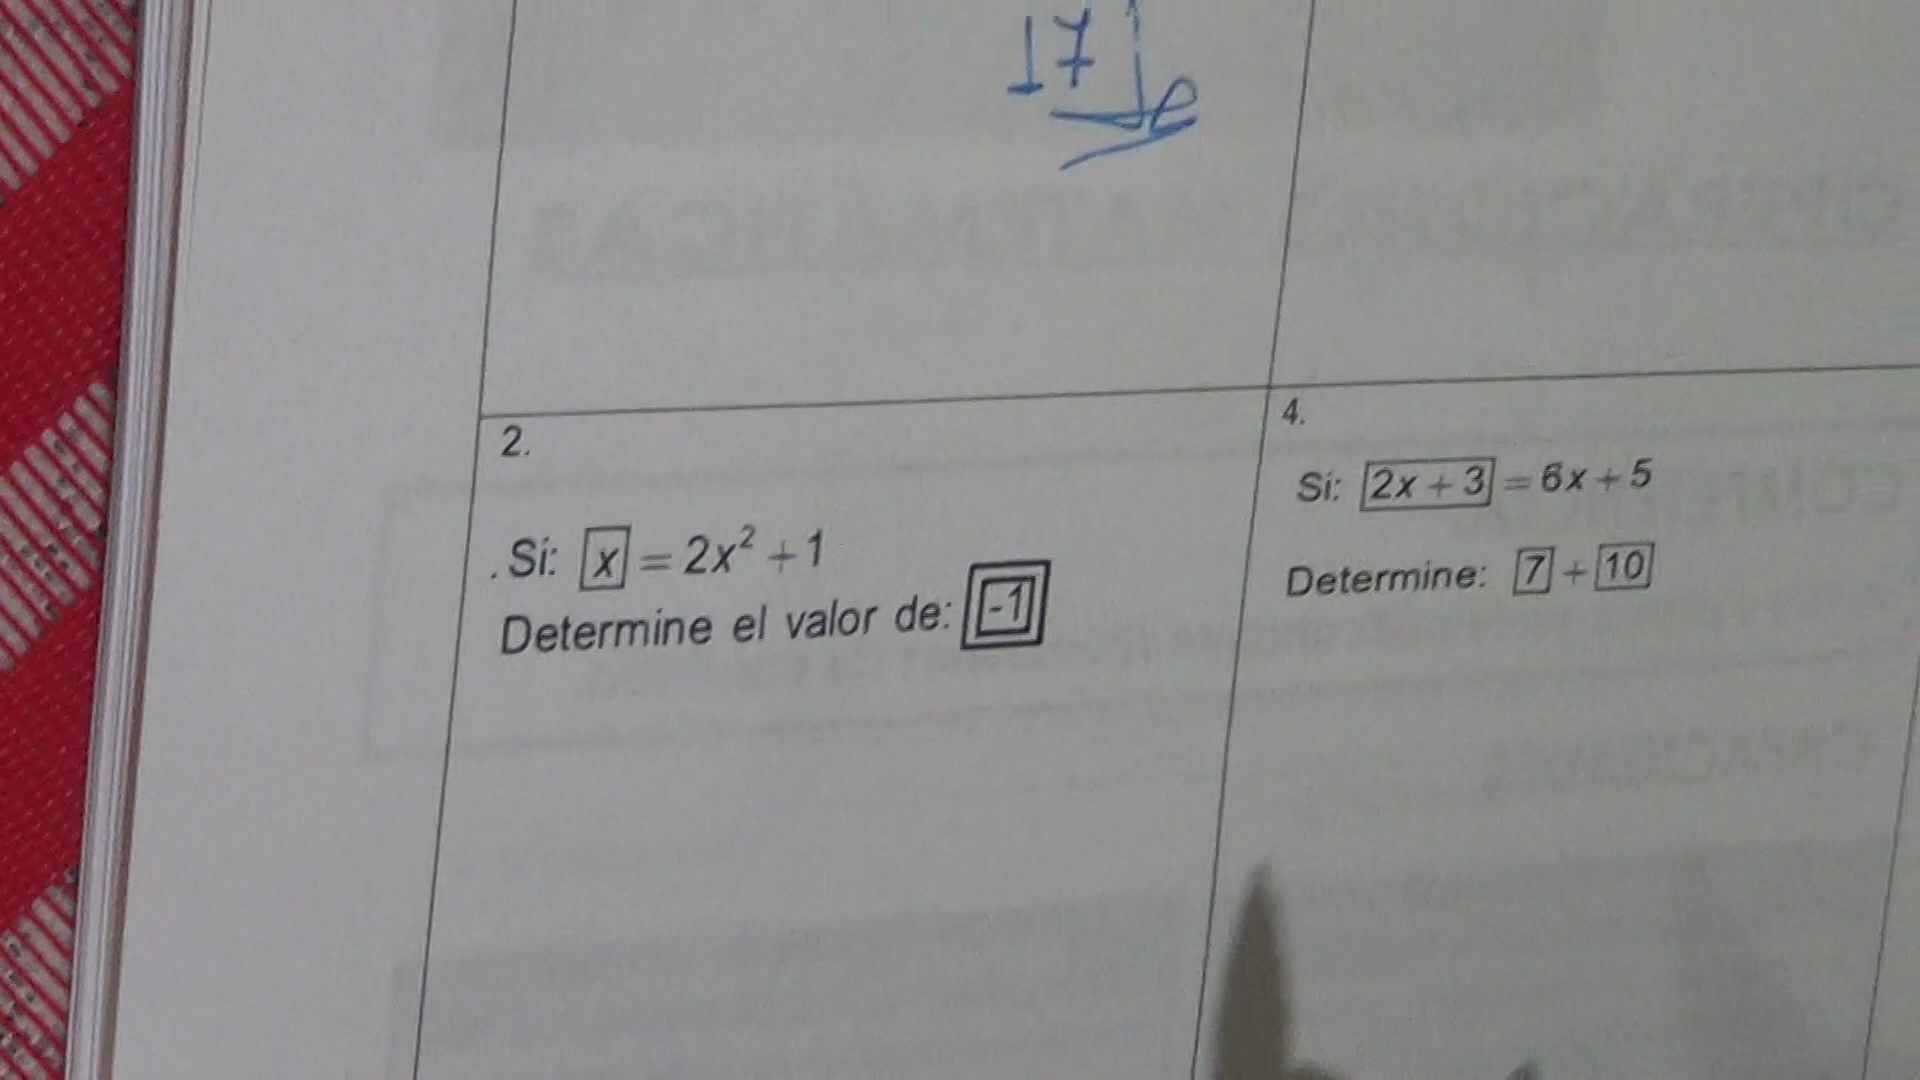 17
2.
. Si: x = 2x² + 1
Determine el valor de: -1
4.
Si: 2x + 3 = 6x + 5
Determine: 7 + 10